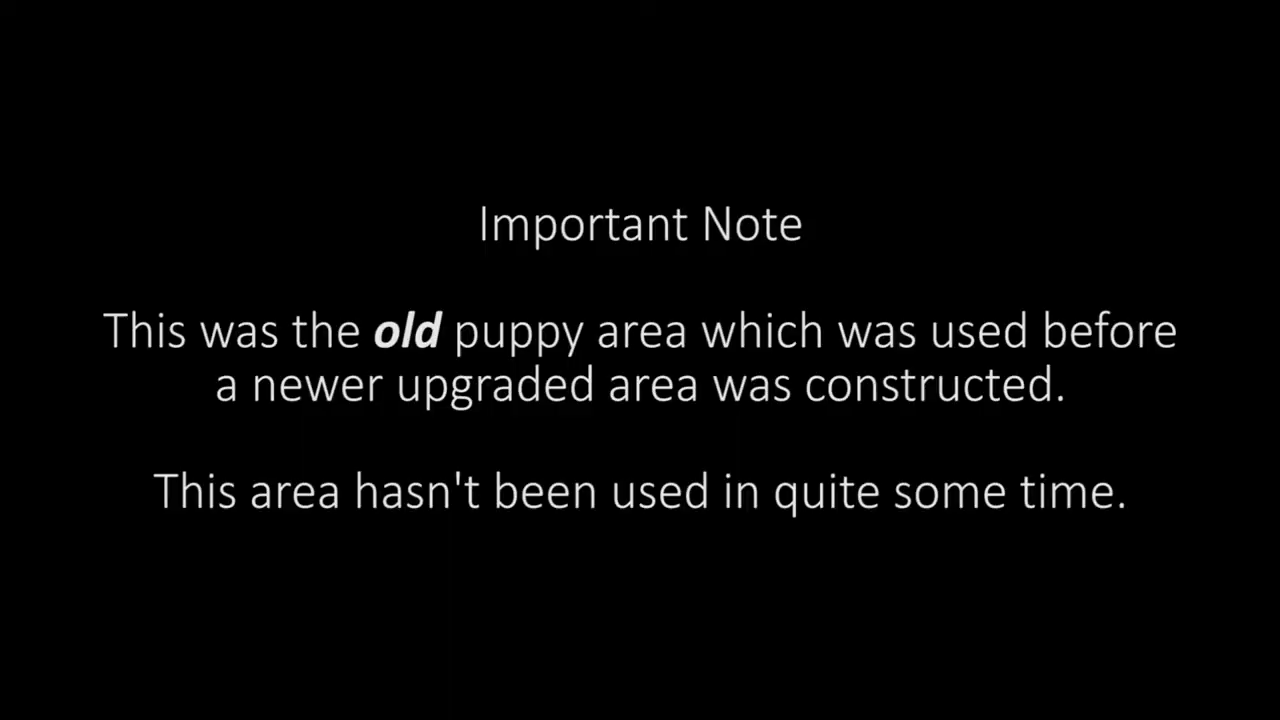 Important Note
This was the old puppy area which was used before
a newer upgraded area was constructed.
This area hasn't been used in quite some time.